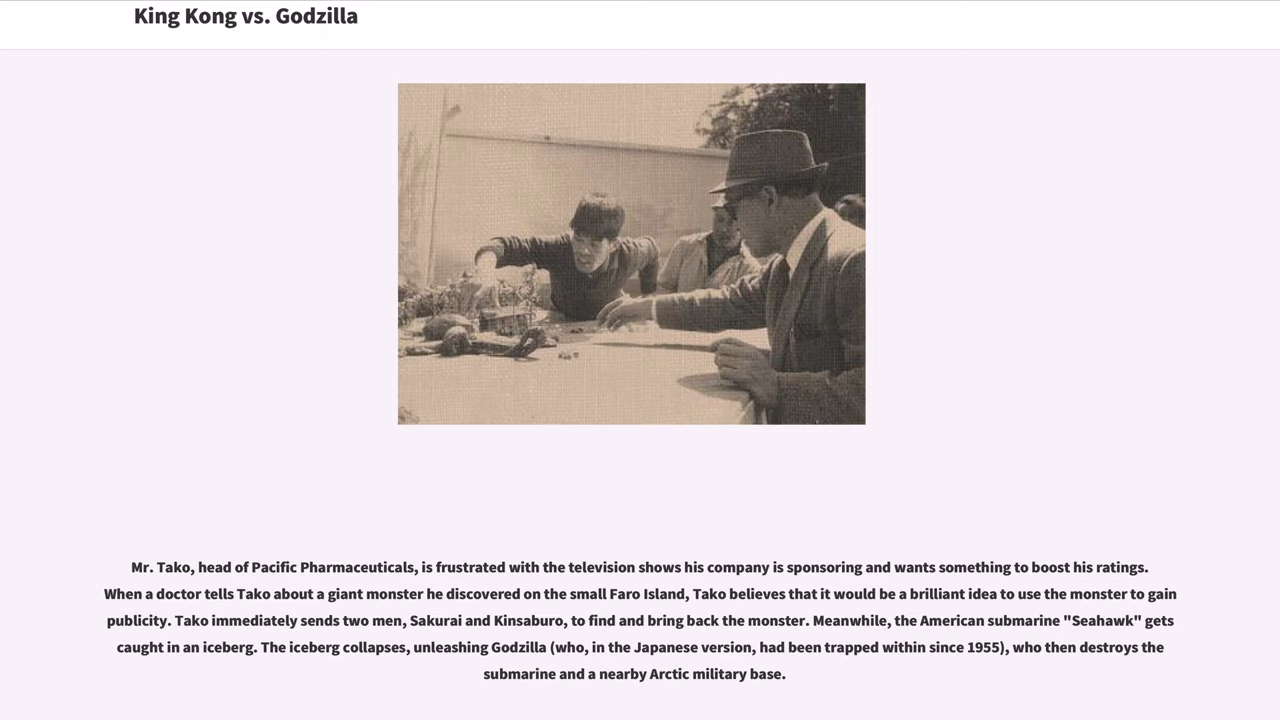 King Kong vs. Godzilla
Mr. Tako, head of Pacific Pharmaceuticals, is frustrated with the television shows his company is sponsoring and wants something to boost his ratings.
When a doctor tells Tako about a giant monster he discovered on the small Faro Island, Tako believes that it would be a brilliant idea to use the monster to gain
publicity. Tako immediately sends two men, Sakurai and Kinsaburo, to find and bring back the monster. Meanwhile, the American submarine "Seahawk" gets
caught in an iceberg. The iceberg collapses, unleashing Godzilla (who, in the Japanese version, had been trapped within since 1955), who then destroys the
submarine and a nearby Arctic military base.